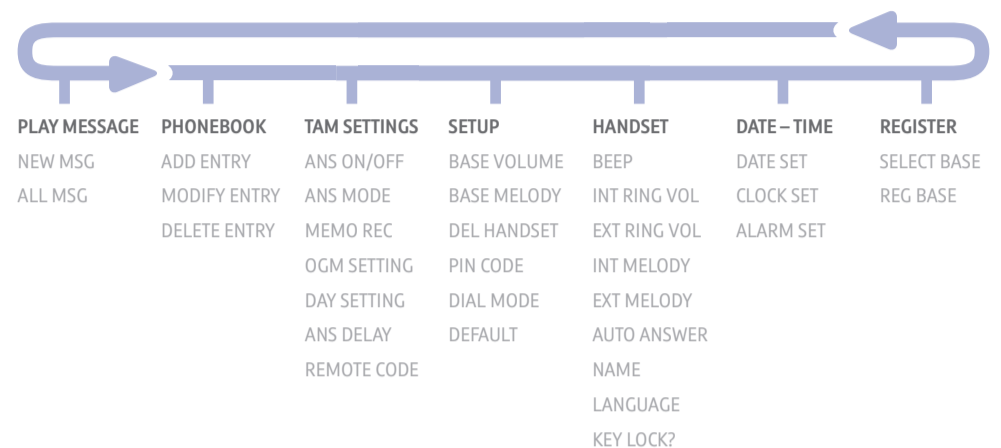 PLAY MESSAGE
NEW MSG
ALL MSG
PHONEBOOK
ADD ENTRY
MODIFY ENTRY
DELETE ENTRY
TAM SETTINGS
ANS ON/OFF
ANS MODE
MEMO REC
OGM SETTING
DAY SETTING
ANS DELAY
REMOTE CODE
SETUP
BASE VOLUME
BASE MELODY
DEL HANDSET
PIN CODE
DIAL MODE
DEFAULT
HANDSET
BEEP
INT RING VOL
EXT RING VOL
INT MELODY
EXT MELODY
AUTO ANSWER
NAME
LANGUAGE
KEY LOCK?
DATE – TIME
DATE SET
CLOCK SET
ALARM SET
REGISTER
SELECT BASE
REG BASE